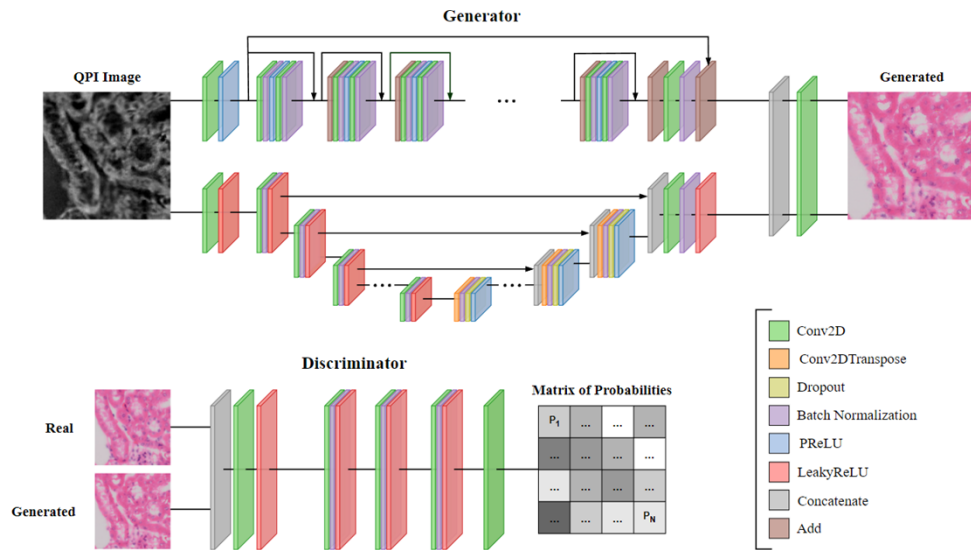 Generator
QPI Image
Generated
...
... ...
Discriminator
Matrix of Probabilities
Real
Generated
P1 ... ... ...
... ... ... ...
... ... ... ...
... ... ... PN
Conv2D
Conv2DTranspose
Dropout
Batch Normalization
PReLU
LeakyReLU
Concatenate
Add